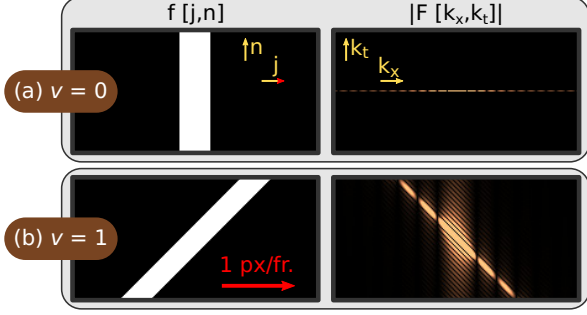 f [j,n]
|F [kₓ,kₜ]|
n
j
kₜ
kₓ
(a) v = 0
(b) v = 1
1 px/fr.